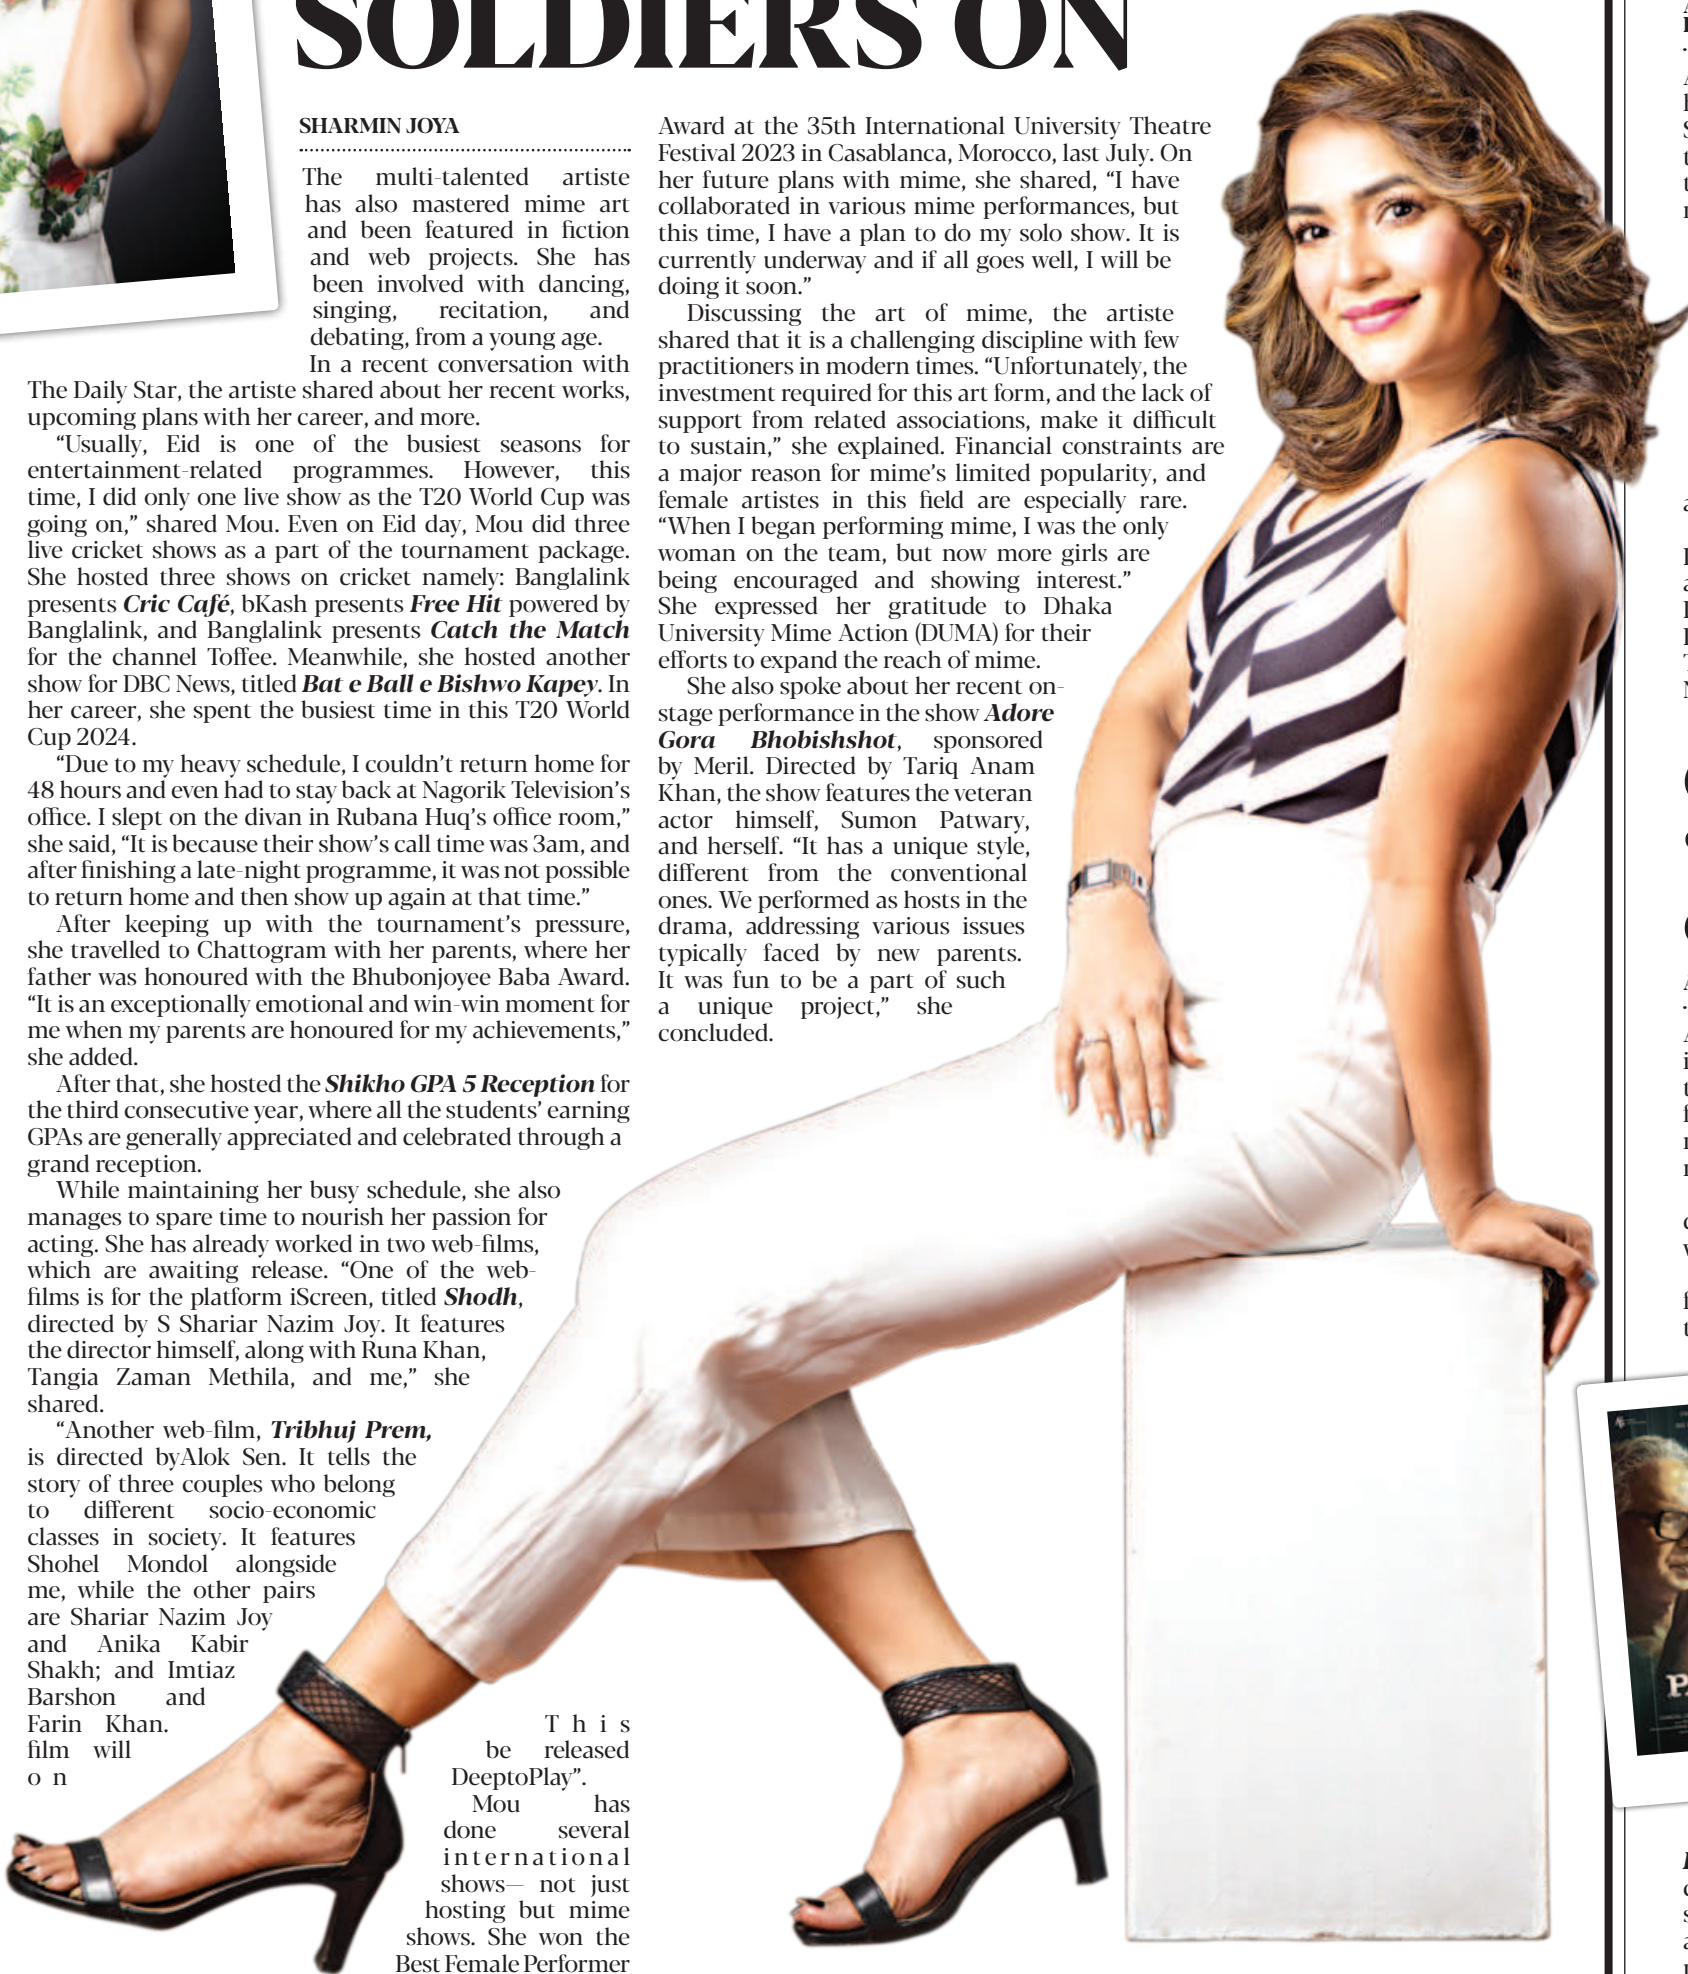 SOLDIERS ON
SHARMIN JOYA
The multi-talented artiste
has also mastered mime art
and been featured in fiction
and web projects. She has
been involved with dancing,
singing, recitation, and
debating, from a young age.
In a recent conversation with
The Daily Star, the artiste shared about her recent works,
upcoming plans with her career, and more.
“Usually, Eid is one of the busiest seasons for
entertainment-related programmes. However, this
time, I did only one live show as the T20 World Cup was
going on,” shared Mou. Even on Eid day, Mou did three
live cricket shows as a part of the tournament package.
She hosted three shows on cricket namely: Banglalink
presents Cric Café, bKash presents Free Hit powered by
Banglalink, and Banglalink presents Catch the Match
for the channel Toffee. Meanwhile, she hosted another
show for DBC News, titled Bat e Ball e Bishwo Kapey. In
her career, she spent the busiest time in this T20 World
Cup 2024.
“Due to my heavy schedule, I couldn’t return home for
48 hours and even had to stay back at Nagorik Television’s
office. I slept on the divan in Rubana Huq’s office room,”
she said, “It is because their show’s call time was 3am, and
after finishing a late-night programme, it was not possible
to return home and then show up again at that time.”
After keeping up with the tournament’s pressure,
she travelled to Chattogram with her parents, where her
father was honoured with the Bhubonjoyee Baba Award.
“It is an exceptionally emotional and win-win moment for
me when my parents are honoured for my achievements,”
she added.
After that, she hosted the Shikho GPA 5 Reception for
the third consecutive year, where all the students’ earning
GPAs are generally appreciated and celebrated through a
grand reception.
While maintaining her busy schedule, she also
manages to spare time to nourish her passion for
acting. She has already worked in two web-films,
which are awaiting release. “One of the web-
films is for the platform iScreen, titled Shodh,
directed by S Shariar Nazim Joy. It features
the director himself, along with Runa Khan,
Tangia Zaman Methila, and me,” she
shared.
“Another web-film, Tribhuj Prem,
is directed byAlok Sen. It tells the
story of three couples who belong
to different socio-economic
classes in society. It features
Shohel Mondol alongside
me, while the other pairs
are Shariar Nazim Joy
and Anika Kabir
Shakh; and Imtiaz
Barshon and
Farin Khan. This
film will be released
on DeeptoPlay”.
Mou has
done several
international
shows— not just
hosting but mime
shows. She won the
Best Female Performer
Award at the 35th International University Theatre
Festival 2023 in Casablanca, Morocco, last July. On
her future plans with mime, she shared, “I have
collaborated in various mime performances, but
this time, I have a plan to do my solo show. It is
currently underway and if all goes well, I will be
doing it soon.”
Discussing the art of mime, the artiste
shared that it is a challenging discipline with few
practitioners in modern times. “Unfortunately, the
investment required for this art form, and the lack of
support from related associations, make it difficult
to sustain,” she explained. Financial constraints are
a major reason for mime’s limited popularity, and
female artistes in this field are especially rare.
“When I began performing mime, I was the only
woman on the team, but now more girls are
being encouraged and showing interest.”
She expressed her gratitude to Dhaka
University Mime Action (DUMA) for their
efforts to expand the reach of mime.
She also spoke about her recent on-
stage performance in the show Adore
Gora Bhobishshot, sponsored
by Meril. Directed by Tariq Anam
Khan, the show features the veteran
actor himself, Sumon Patwary,
and herself. “It has a unique style,
different from the conventional
ones. We performed as hosts in the
drama, addressing various issues
typically faced by new parents.
It was fun to be a part of such
a unique project,” she
concluded.